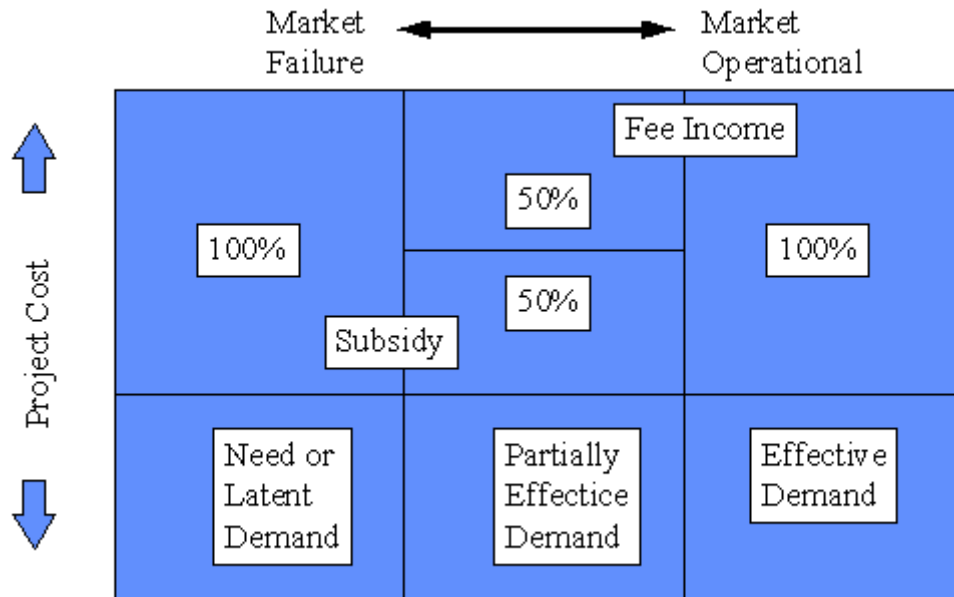 Market
Failure
Market
Operational
Fee Income
50%
100%
100%
50%
Subsidy
Project Cost
Need or
Latent
Demand
Partially
Effectice
Demand
Effective
Demand